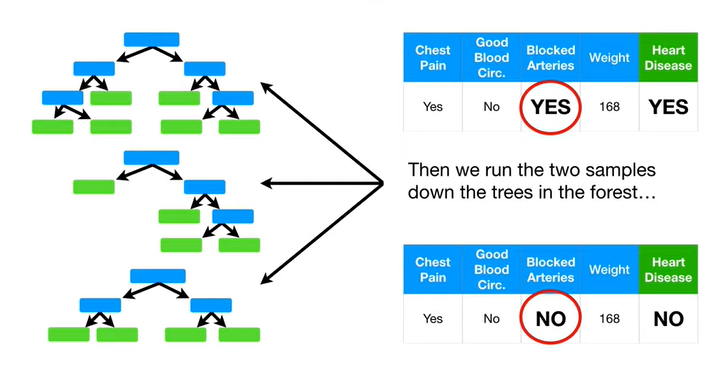 Chest Pain Good Blood Circ. Blocked Arteries Weight Heart Disease
Yes No YES 168 YES
Then we run the two samples
down the trees in the forest...
Chest Pain Good Blood Circ. Blocked Arteries Weight Heart Disease
Yes No NO 168 NO